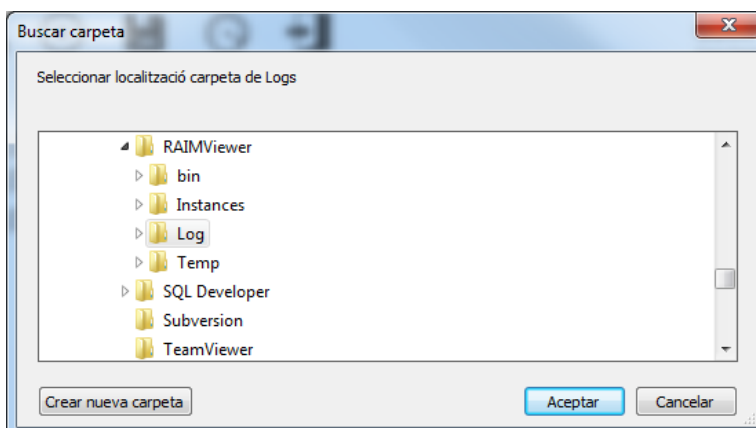 Buscar carpeta
Seleccionar localització carpeta de Logs
RAIMViewer
bin
Instances
Log
Temp
SQL Developer
Subversion
TeamViewer
Crear nueva carpeta
Aceptar
Cancelar